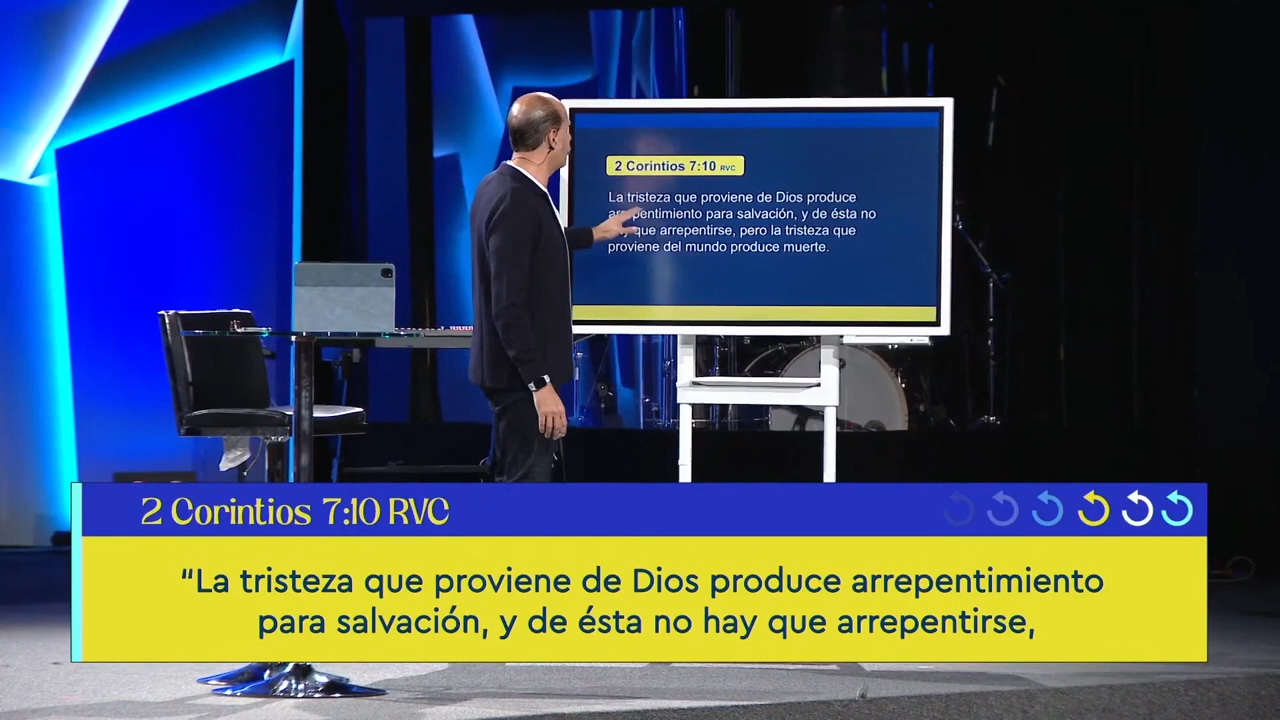 2 Corintios 7:10 RVC
La tristeza que proviene de Dios produce
arrepentimiento para salvación, y de ésta no
hay que arrepentirse, pero la tristeza que
proviene del mundo produce muerte.
2 Corintios 7:10 RVC
“La tristeza que proviene de Dios produce arrepentimiento
para salvación, y de ésta no hay que arrepentirse,